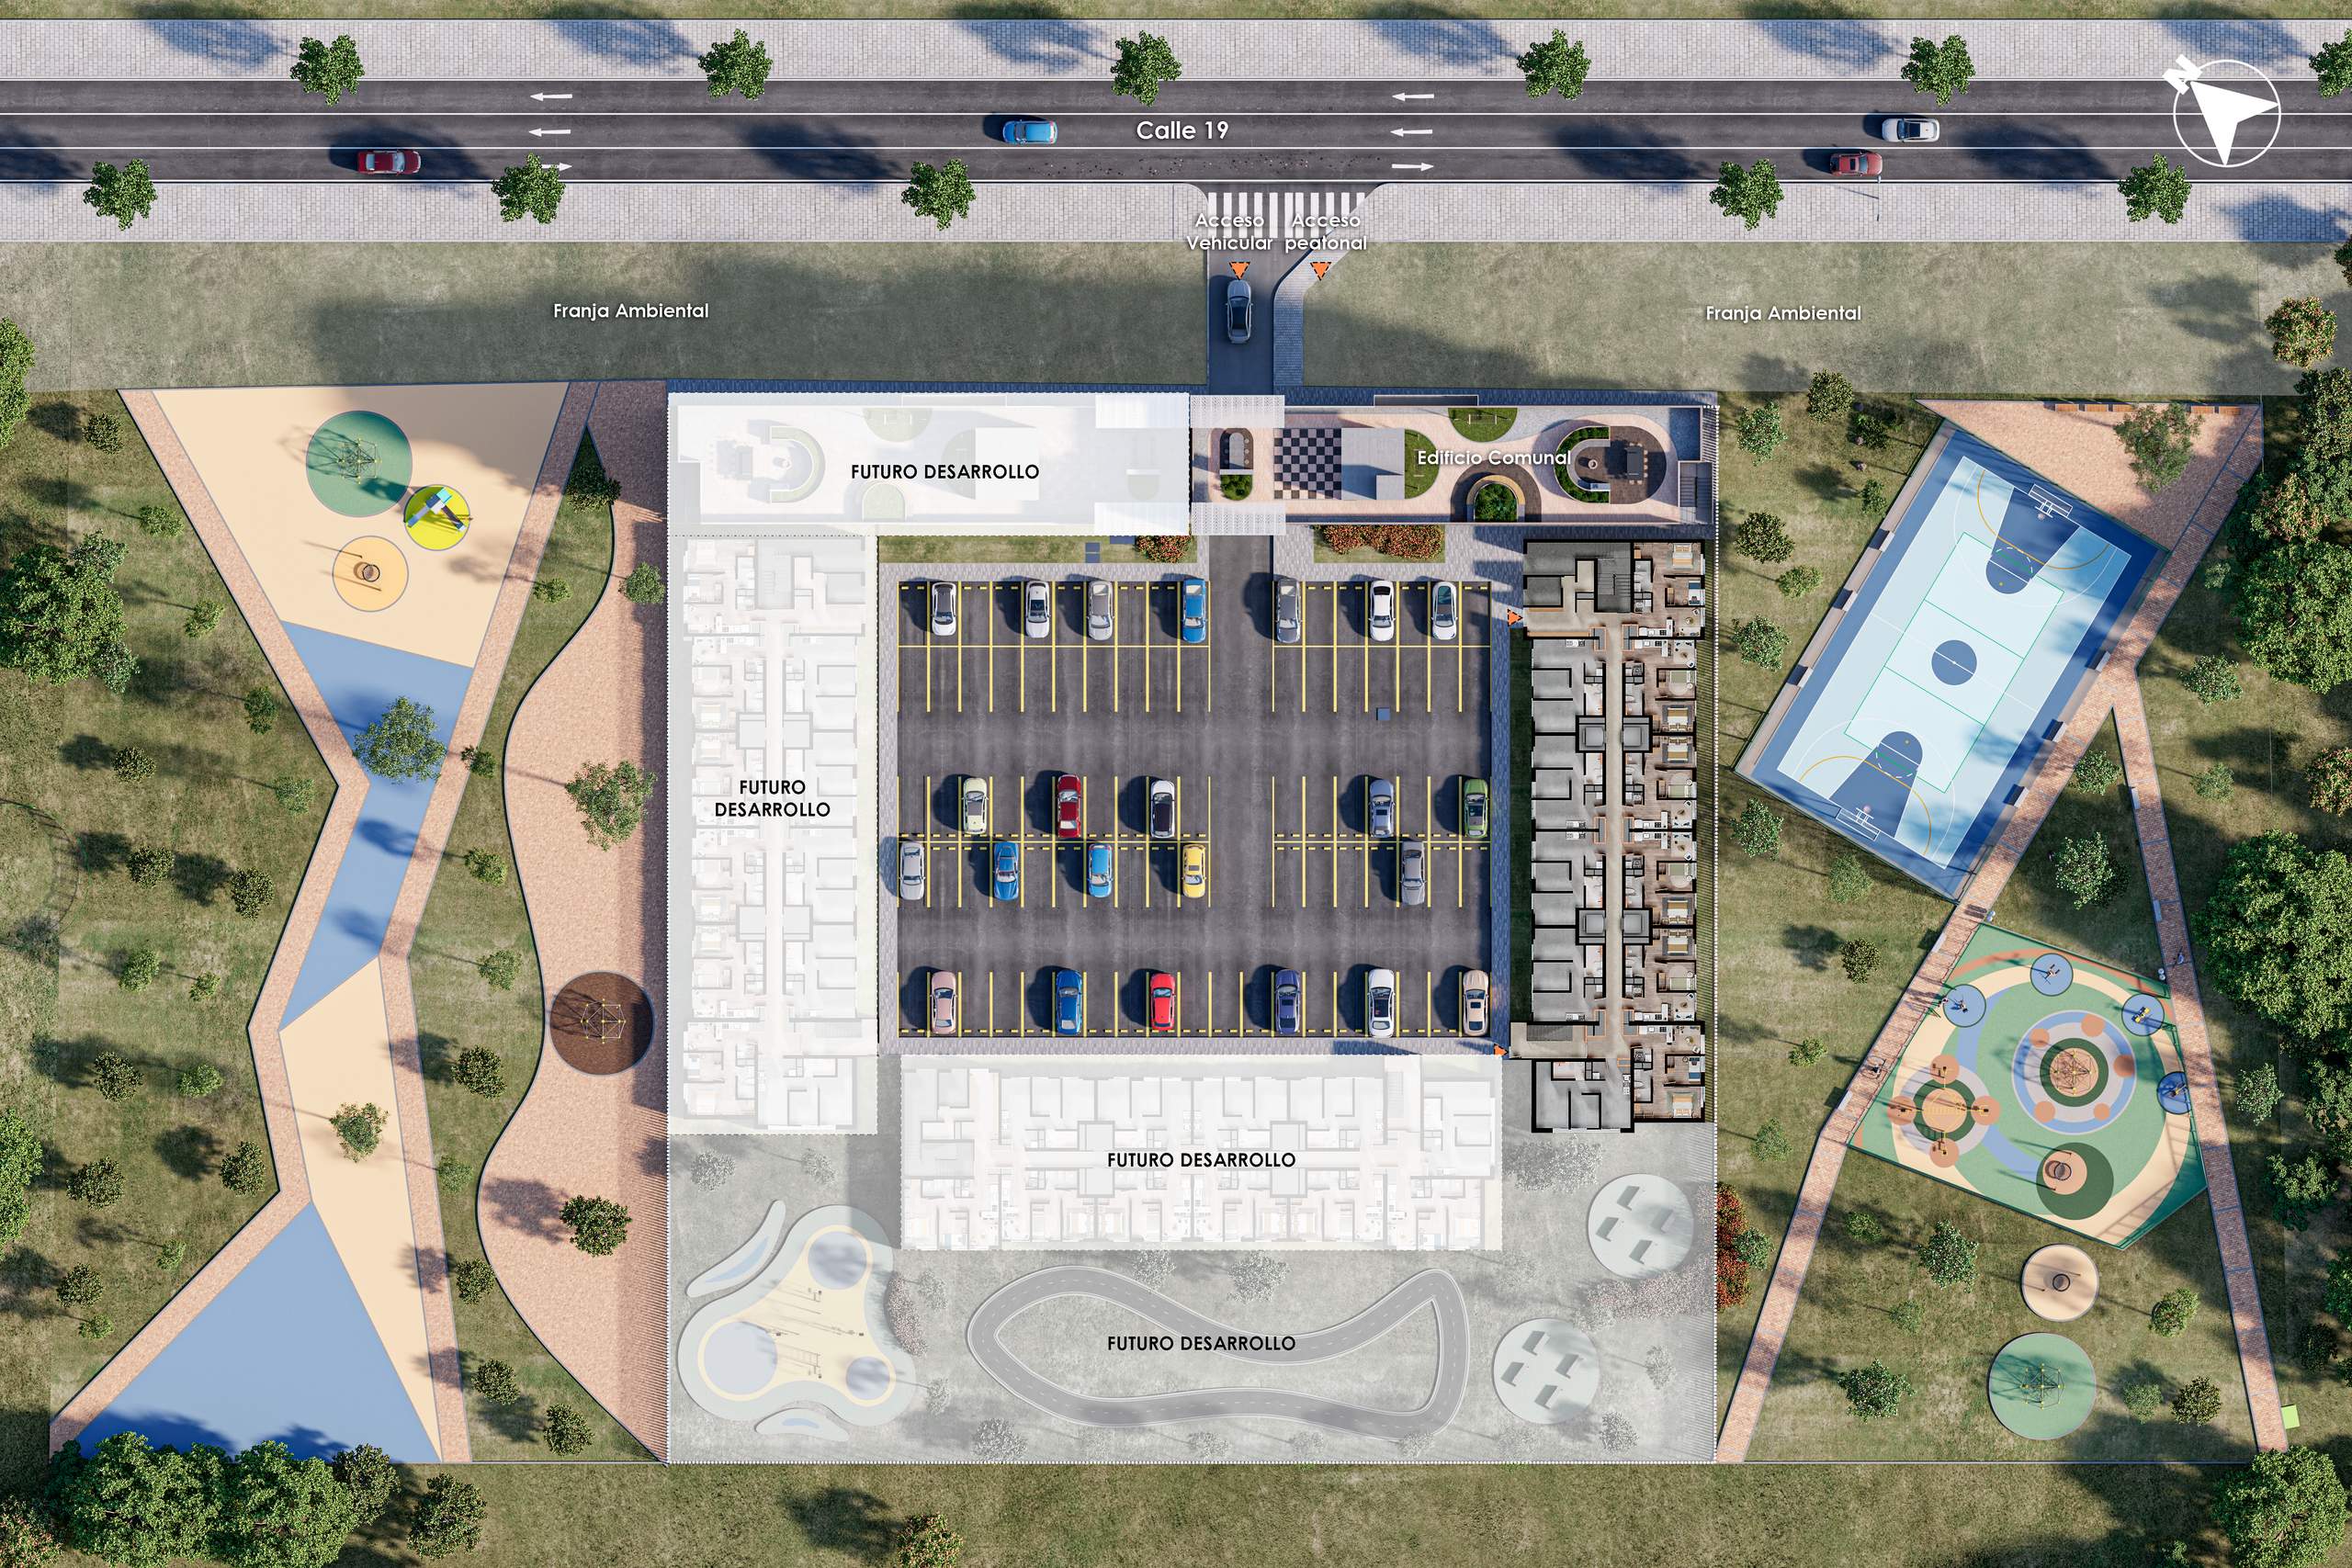 N
Calle 19
Acceso Vehicular
Acceso peatonal
Franja Ambiental
Franja Ambiental
FUTURO DESARROLLO
Edificio Comunal
FUTURO
DESARROLLO
FUTURO DESARROLLO
FUTURO DESARROLLO